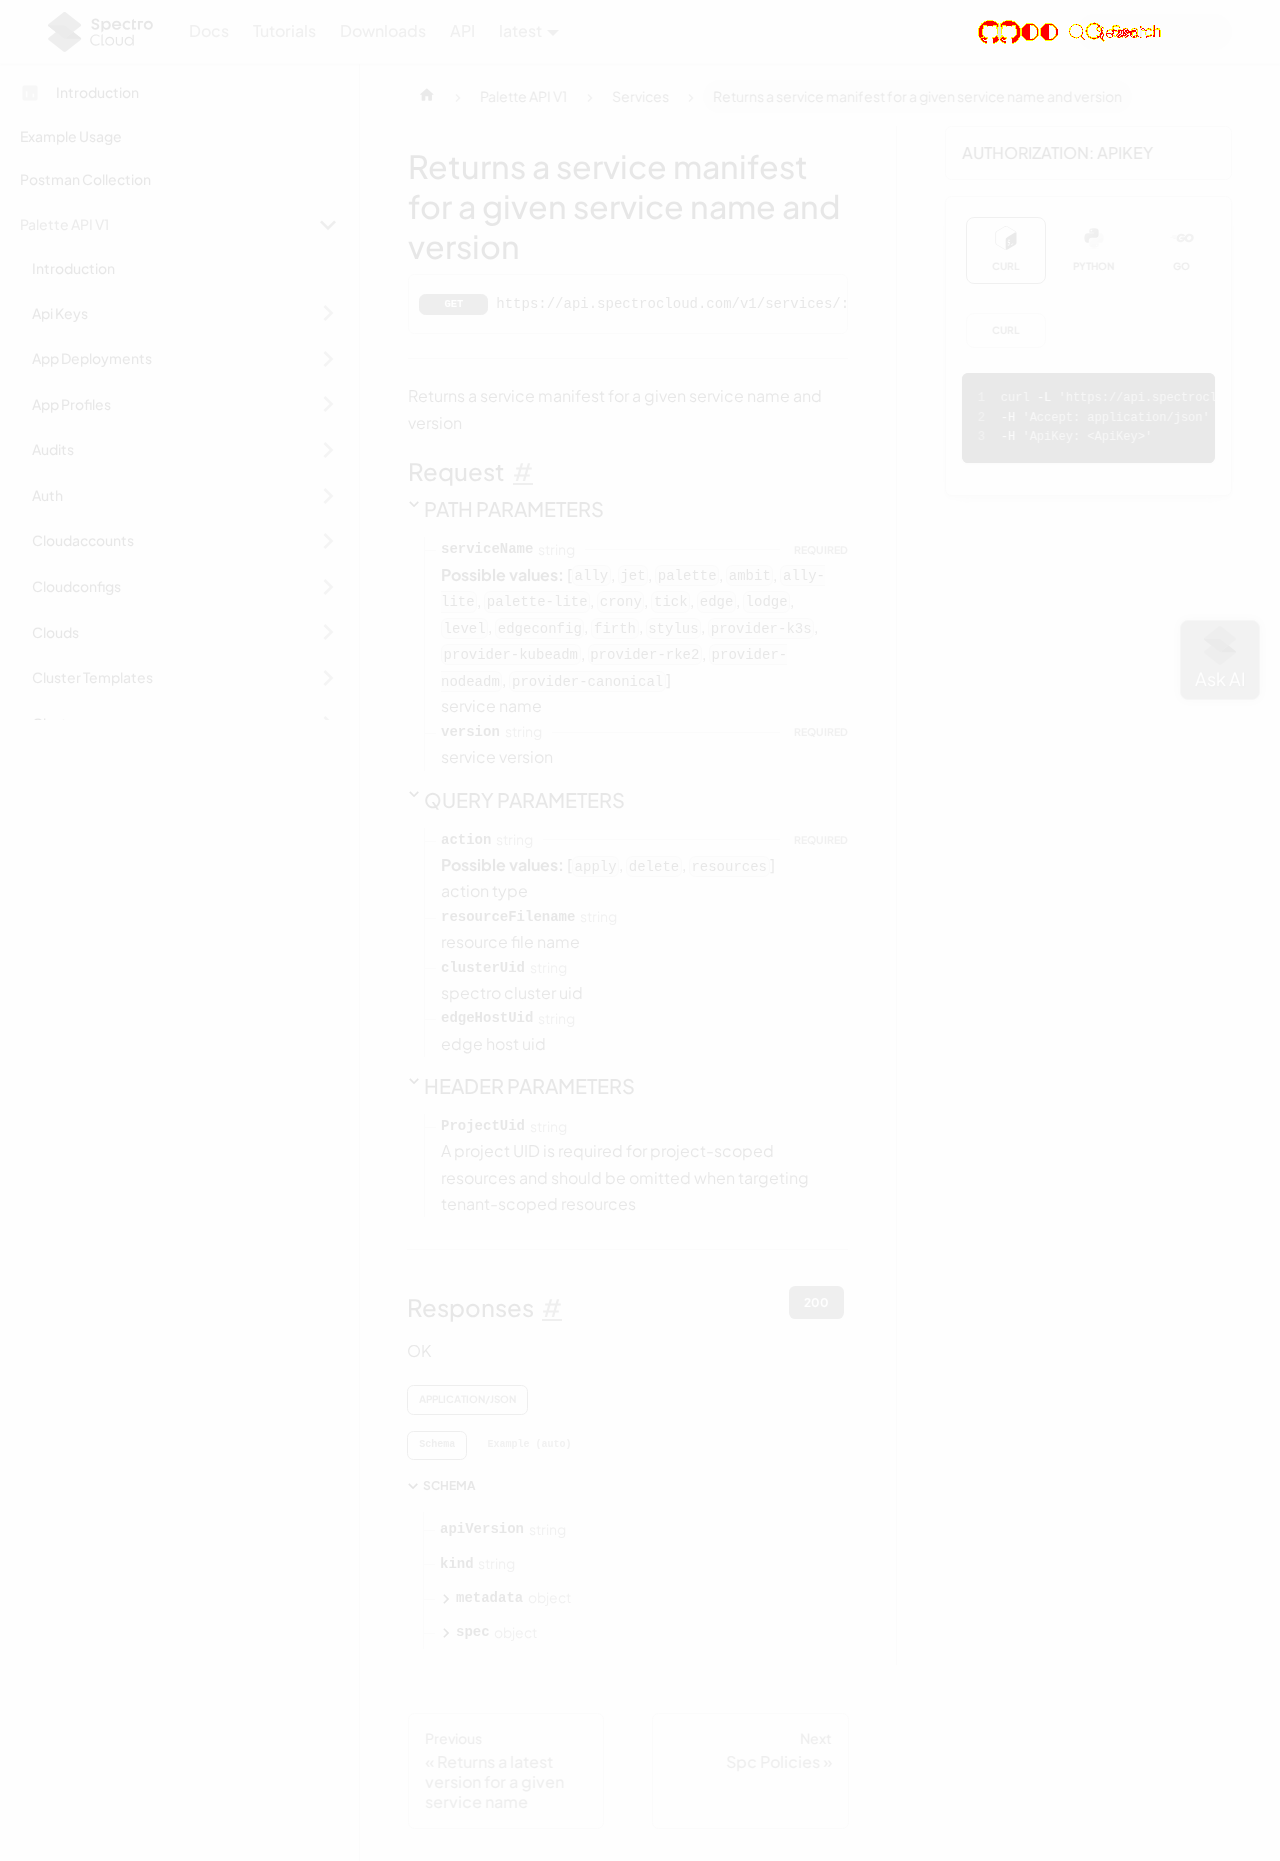 Spectro
Cloud
Docs
Tutorials
Downloads
API
latest
Introduction
Example Usage
Postman Collection
Palette API V1
Introduction
Api Keys
App Deployments
App Profiles
Audits
Auth
Cloudaccounts
Cloudconfigs
Clouds
Cluster Templates
Palette API V1
Services
Returns a service manifest for a given service name and version
Returns a service manifest
for a given service name and
version
GET https://api.spectrocloud.com/v1/services/:
Returns a service manifest for a given service name and
version
Request #
PATH PARAMETERS
serviceName string REQUIRED
Possible values: [ally, jet, palette, ambit, ally-
lite, palette-lite, crony, tick, edge, lodge,
level, edgeconfig, firth, stylus, provider-k3s,
provider-kubeadm, provider-rke2, provider-
nodeadm, provider-canonical]
service name
version string REQUIRED
service version
QUERY PARAMETERS
action string REQUIRED
Possible values: [apply, delete, resources]
action type
resourceFilename string
resource file name
clusterUid string
spectro cluster uid
edgeHostUid string
edge host uid
HEADER PARAMETERS
ProjectUid string
A project UID is required for project-scoped
resources and should be omitted when targeting
tenant-scoped resources
Responses #
200
OK
APPLICATION/JSON
Schema Example (auto)
SCHEMA
apiVersion string
kind string
metadata object
spec object
Previous
« Returns a latest
version for a given
service name
Next
Spc Policies »
AUTHORIZATION: APIKEY
CURL
PYTHON
GO
GO
CURL
1 curl -L 'https://api.spectrocl
2 -H 'Accept: application/json'
3 -H 'ApiKey: <ApiKey>'
Ask AI